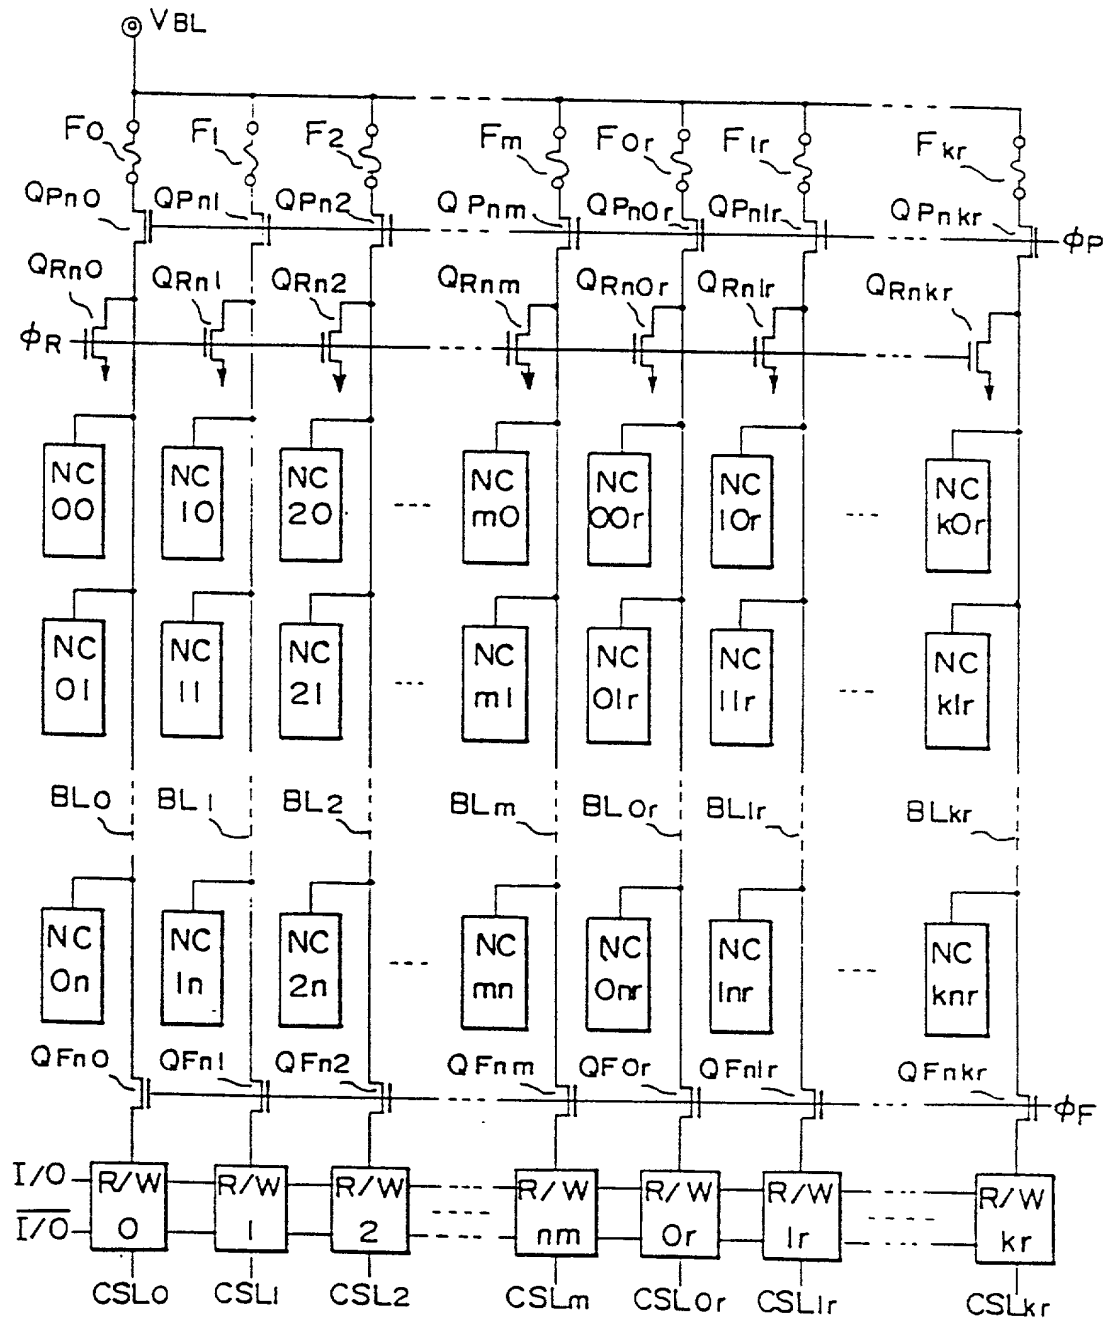 VBL
F0 F1 F2 Fm F0r F1r Fkr
QPn0 QPn1 QPn2 QPnm QPn0r QPn1r QPnkr
ΦP
QRn0 QRn1 QRn2 QRnm QRn0r QRn1r QRnkr
ΦR
NC NC NC NC NC NC NC
00 10 20 m0 00r 10r k0r
NC NC NC NC NC NC NC
01 11 21 m1 01r 11r k1r
BL0 BL1 BL2 BLm BL0r BL1r BLkr
NC NC NC NC NC NC NC
0n 1n 2n mn 0nr 1nr knr
QFn0 QFn1 QFn2 QFnm QF0r QFn1r QFnkr
ΦF
I/O R/W R/W R/W R/W R/W R/W R/W
I/O 0 1 2 nm 0r 1r kr
CSL0 CSL1 CSL2 CSLm CSL0r CSL1r CSLkr